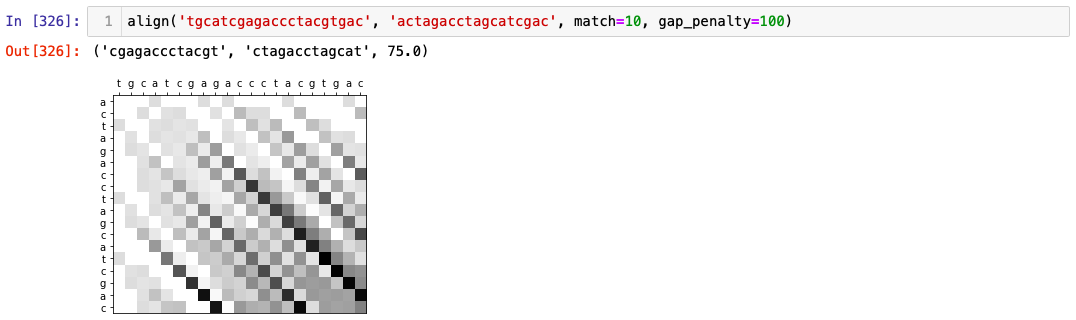 In [326]: 1 align('tgcatcgagaccctacgtgac', 'actagacctagcatcgac', match=10, gap_penalty=100)
Out[326]: ('cgagaccctacgt', 'ctagacctagcat', 75.0)
t g c a t c g a g a c c c t a c g t g a c
a
c
t
a
g
a
c
c
t
a
g
c
a
t
c
g
a
c